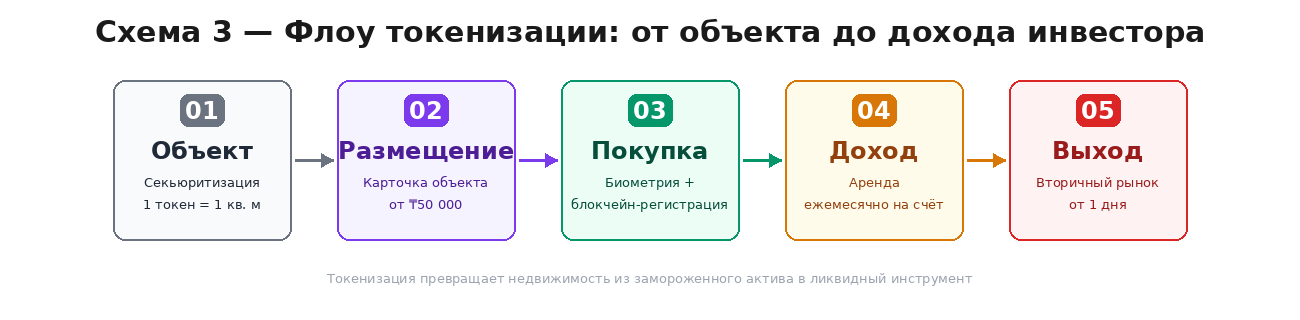 Схема 3 — Флоу токенизации: от объекта до дохода инвестора
01
Объект
Секьюритизация
1 токен = 1 кв. м
02
Размещение
Карточка объекта
от ₸50 000
03
Покупка
Биометрия +
блокчейн-регистрация
04
Доход
Аренда
ежемесячно на счёт
05
Выход
Вторичный рынок
от 1 дня
Токенизация превращает недвижимость из замороженного актива в ликвидный инструмент